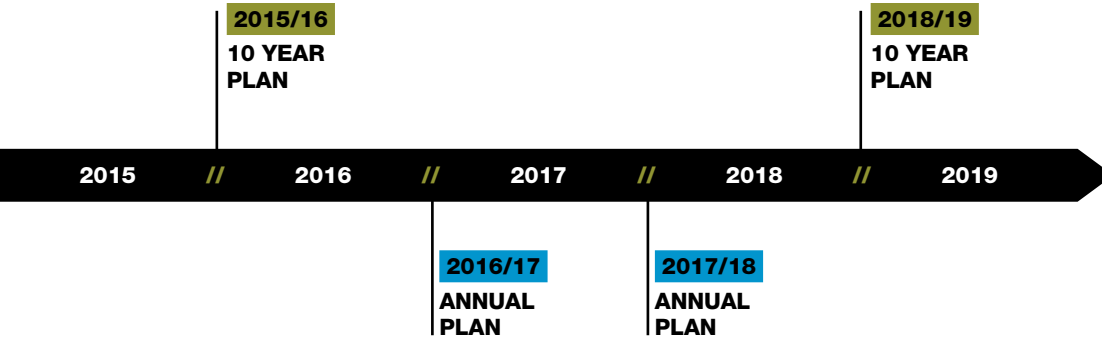 2015/16
10 YEAR
PLAN
2018/19
10 YEAR
PLAN
2015 // 2016 // 2017 // 2018 // 2019
2016/17
ANNUAL
PLAN
2017/18
ANNUAL
PLAN